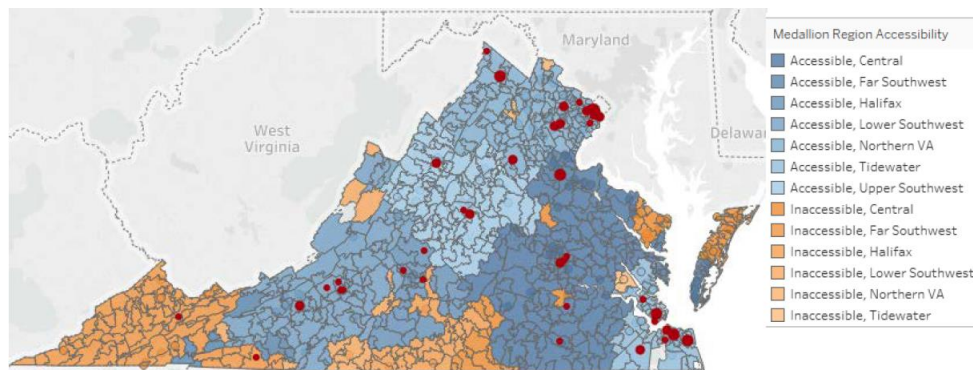 Maryland
West
Virginia
Delawar
Medallion Region Accessibility
Accessible, Central
Accessible, Far Southwest
Accessible, Halifax
Accessible, Lower Southwest
Accessible, Northern VA
Accessible, Tidewater
Accessible, Upper Southwest
Inaccessible, Central
Inaccessible, Far Southwest
Inaccessible, Halifax
Inaccessible, Lower Southwest
Inaccessible, Northern VA
Inaccessible, Tidewater